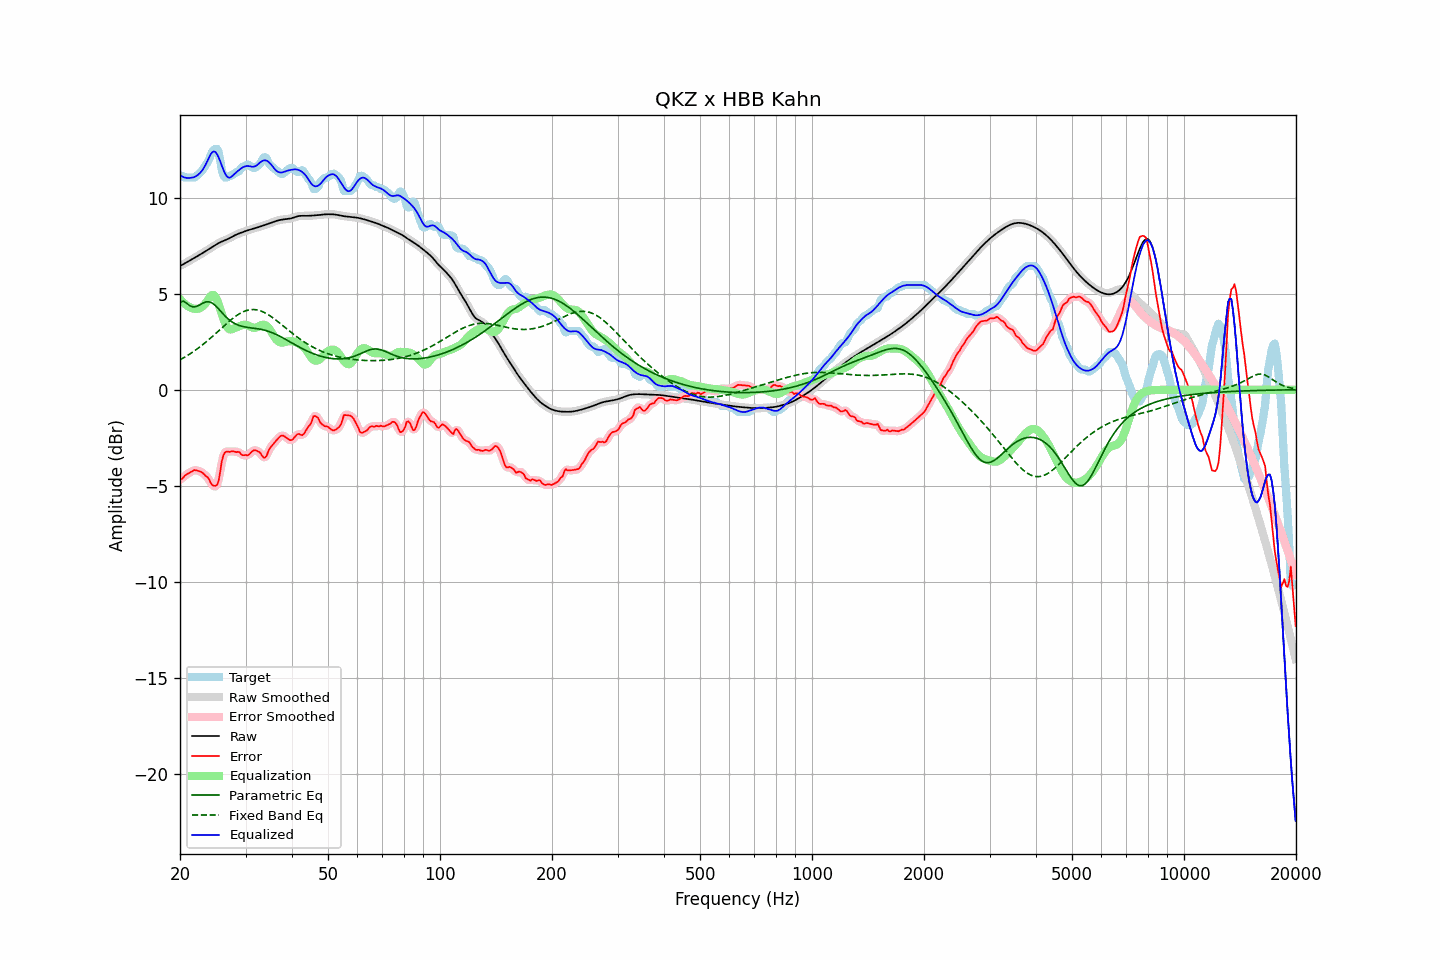 QKZ x HBB Kahn
Amplitude (dBr)
10
5
0
−5
−10
−15
−20
Target
Raw Smoothed
Error Smoothed
Raw
Error
Equalization
Parametric Eq
Fixed Band Eq
Equalized
20 50 100 200 500 1000 2000 5000 10000 20000
Frequency (Hz)